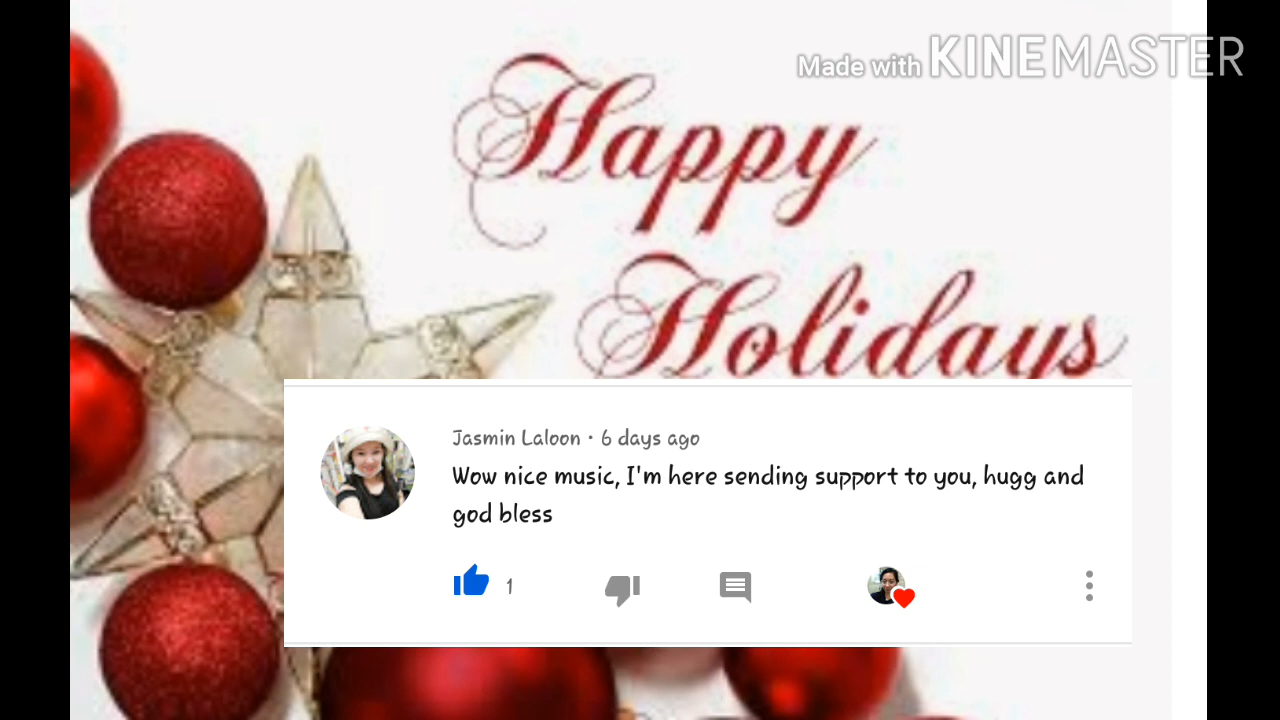 Made with KINEMASTER
Happy
Holidays
Jasmin Laloon · 6 days ago
Wow nice music, I'm here sending support to you, hugg and
god bless
1